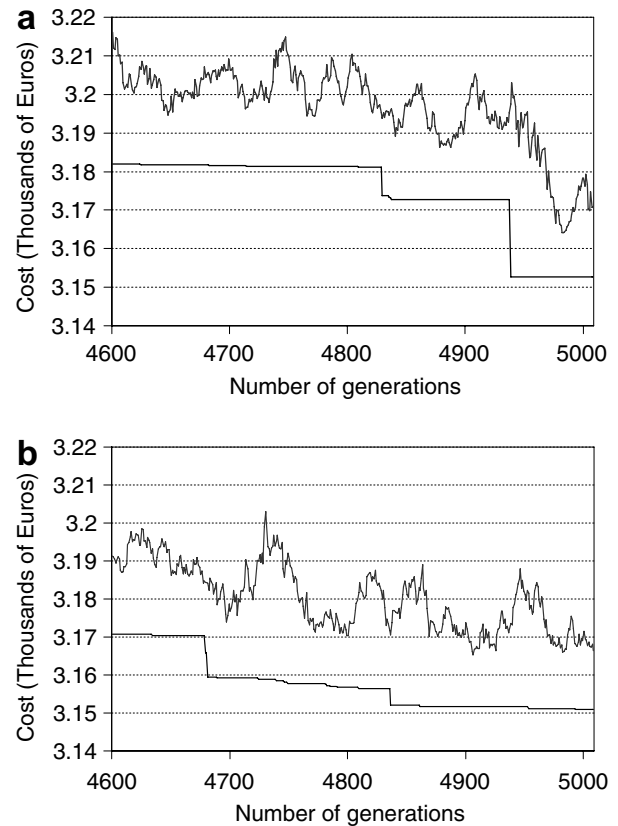 a
Cost (Thousands of Euros)
3.22
3.21
3.2
3.19
3.18
3.17
3.16
3.15
3.14
4600 4700 4800 4900 5000
Number of generations
b
Cost (Thousands of Euros)
3.22
3.21
3.2
3.19
3.18
3.17
3.16
3.15
3.14
4600 4700 4800 4900 5000
Number of generations